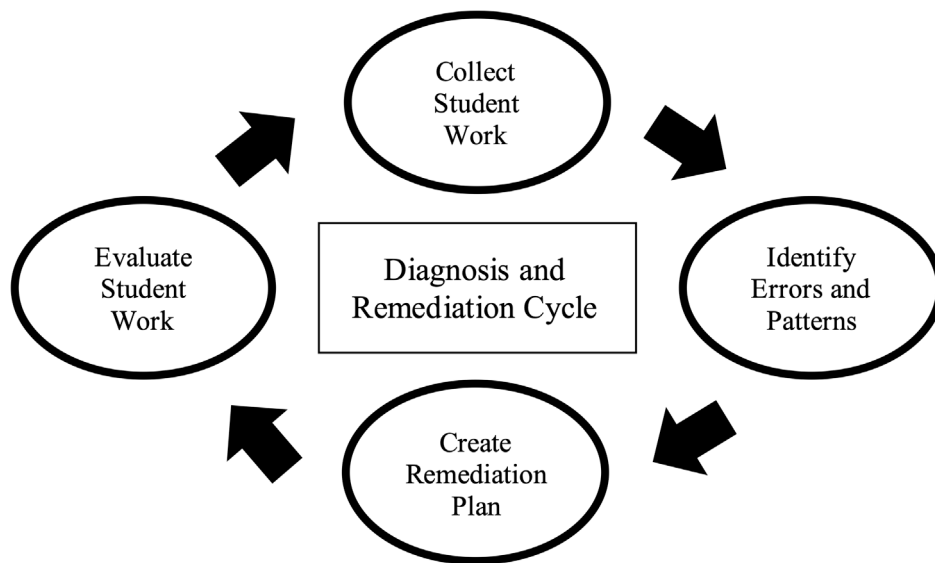 Collect
Student
Work
Evaluate
Student
Work
Diagnosis and
Remediation Cycle
Identify
Errors and
Patterns
Create
Remediation
Plan